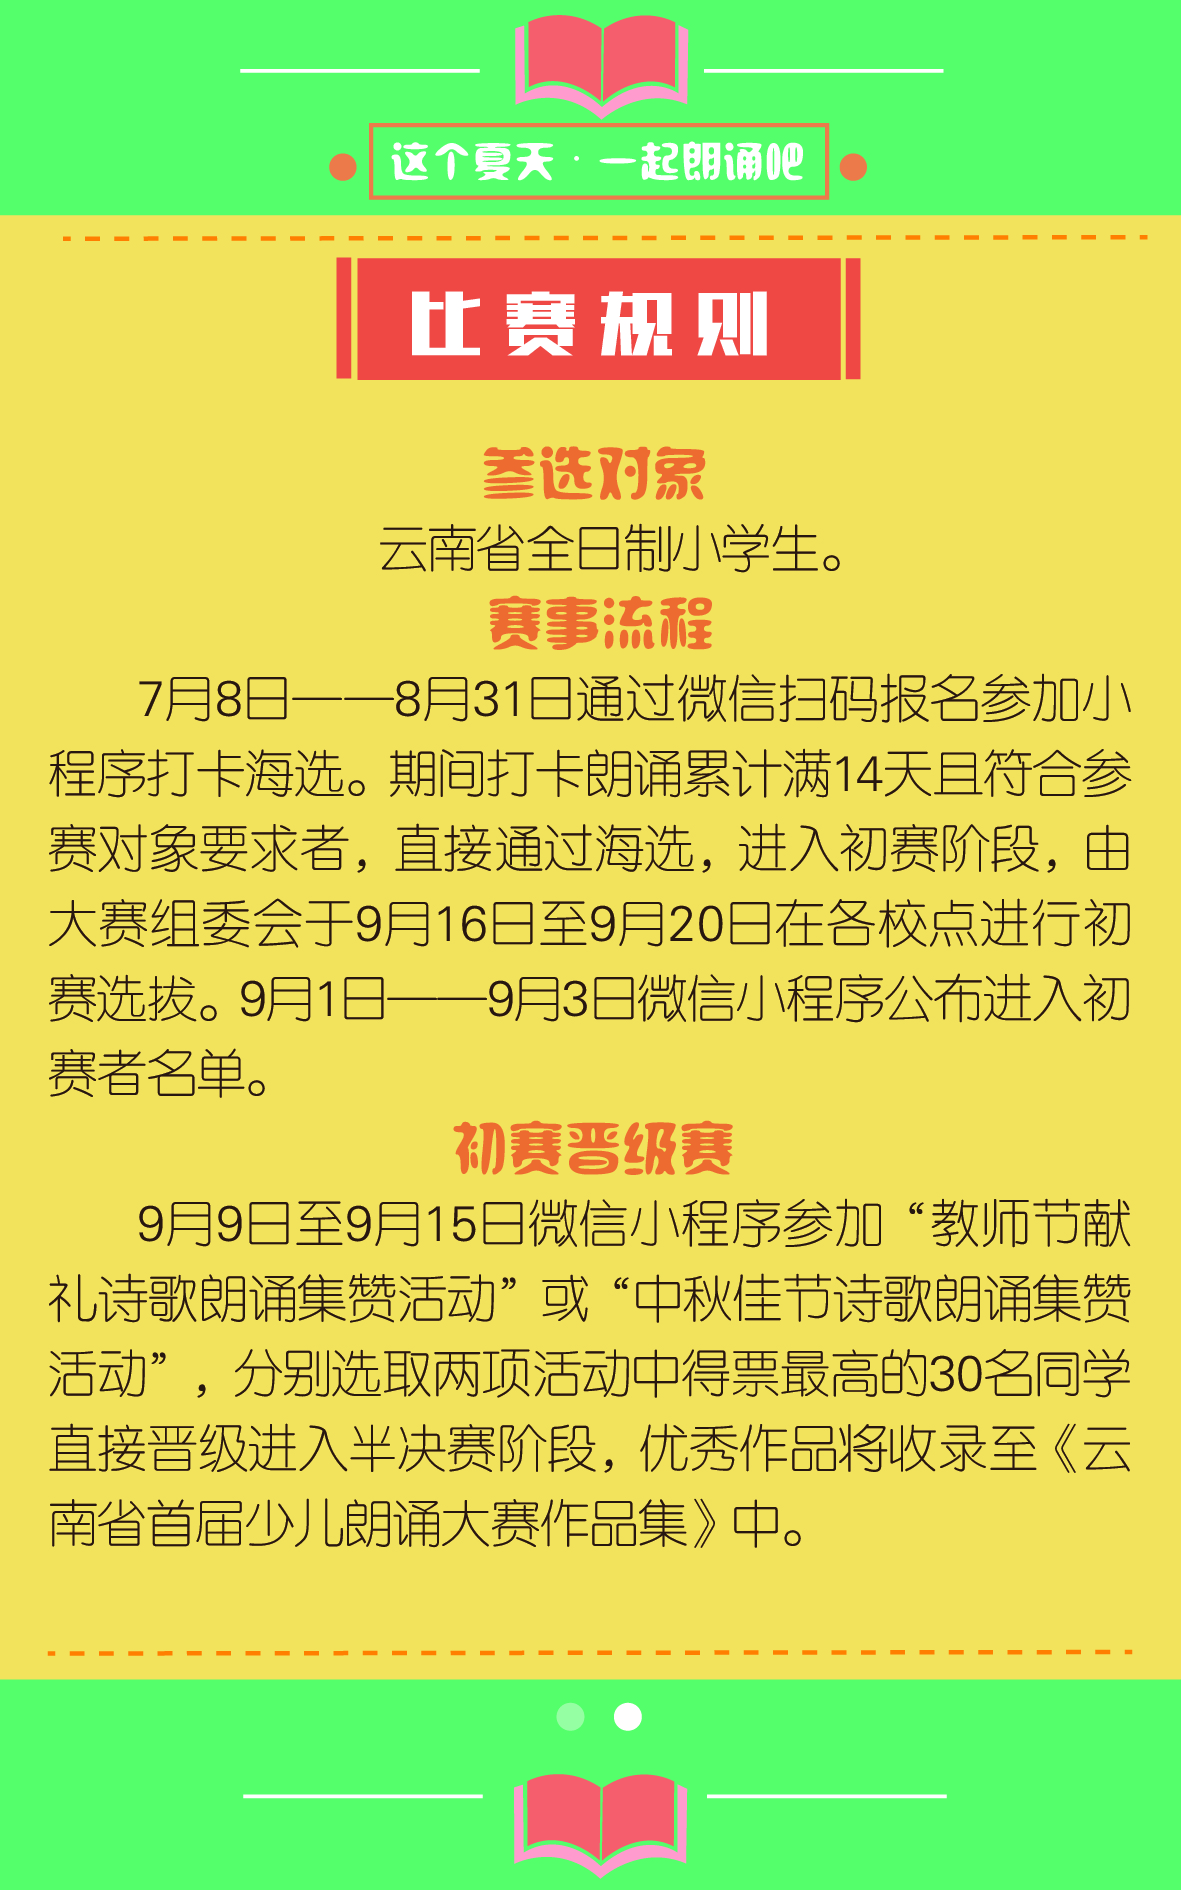 这个夏天·一起朗诵吧
比赛规则
参选对象
云南省全日制小学生。
赛事流程
7月8日——8月31日通过微信扫码报名参加小
程序打卡海选。期间打卡朗诵累计满14天且符合参
赛对象要求者，直接通过海选，进入初赛阶段，由
大赛组委会于9月16日至9月20日在各校点进行初
赛选拔。9月1日——9月3日微信小程序公布进入初
赛者名单。
初赛晋级赛
9月9日至9月15日微信小程序参加“教师节献
礼诗歌朗诵集赞活动”或“中秋佳节诗歌朗诵集赞
活动”，分别选取两项活动中得票最高的30名同学
直接晋级进入半决赛阶段，优秀作品将收录至《云
南省首届少儿朗诵大赛作品集》中。